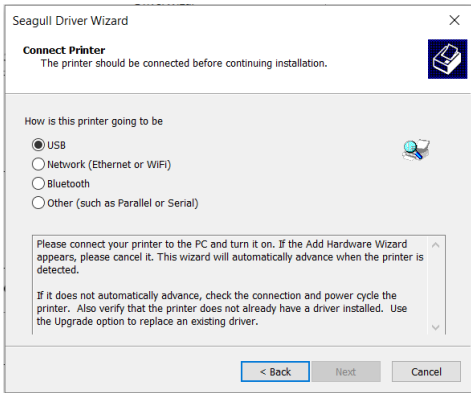 Seagull Driver Wizard
Connect Printer
The printer should be connected before continuing installation.
How is this printer going to be
USB
Network (Ethernet or WiFi)
Bluetooth
Other (such as Parallel or Serial)
Please connect your printer to the PC and turn it on. If the Add Hardware Wizard
appears, please cancel it. This wizard will automatically advance when the printer is
detected.
If it does not automatically advance, check the connection and power cycle the
printer.  Also verify that the printer does not already have a driver installed.  Use
the Upgrade option to replace an existing driver.
< Back
Next
Cancel